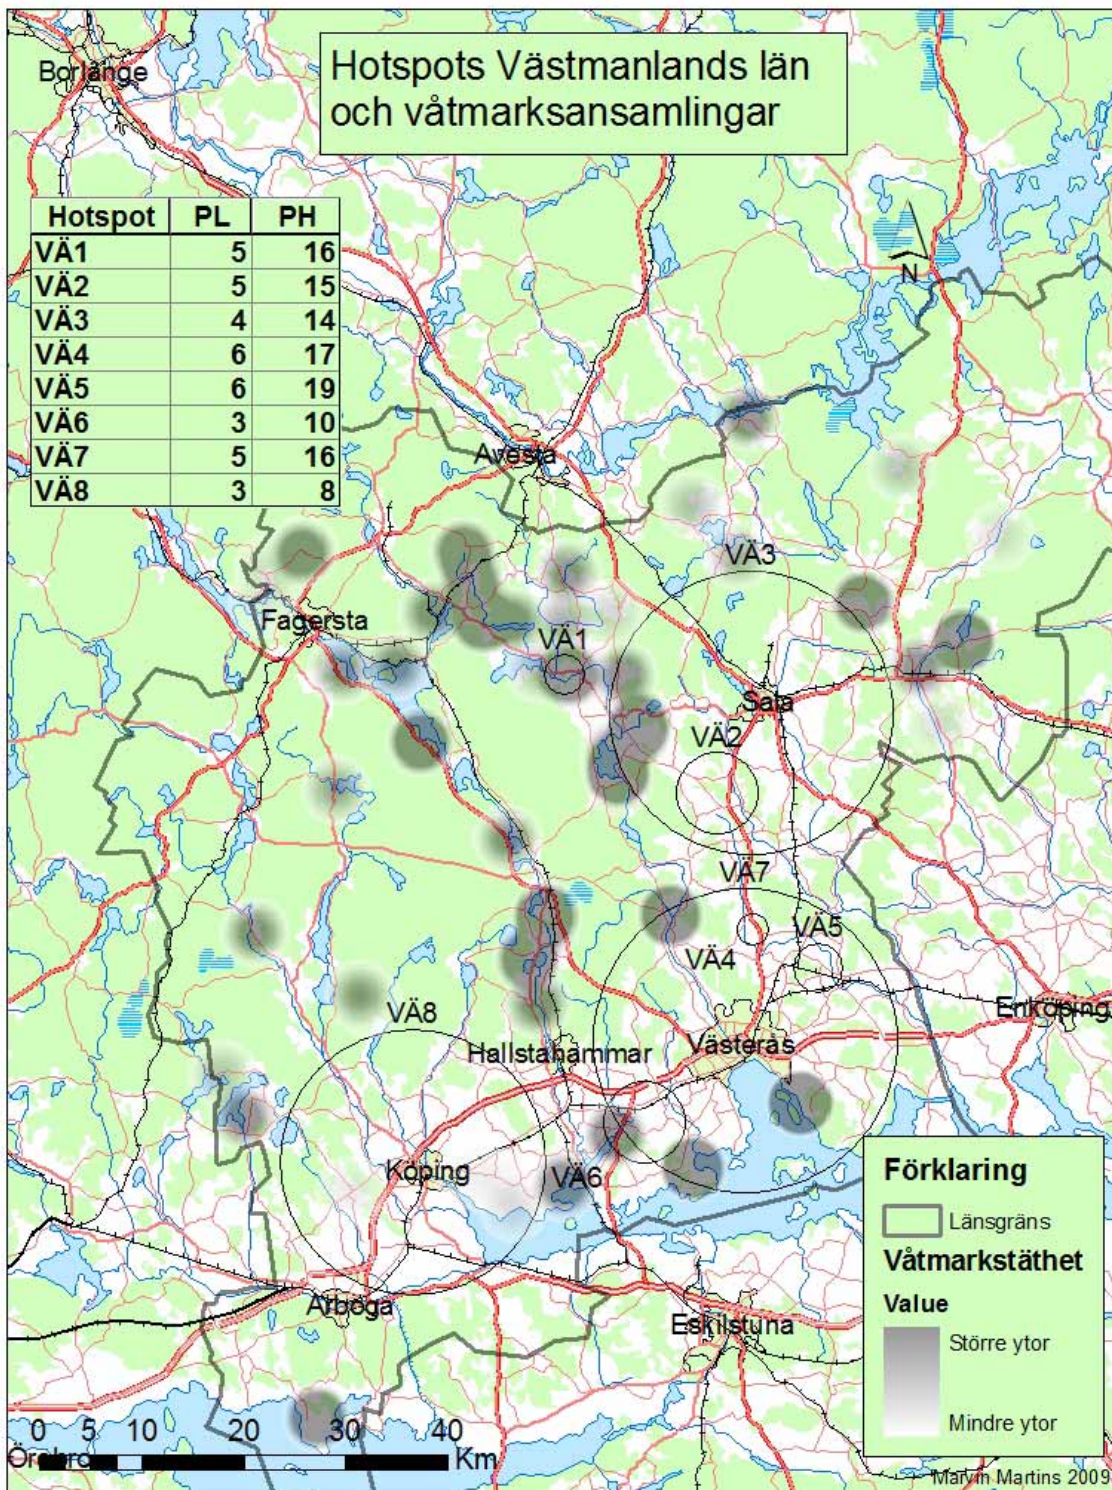 Hotspots Västmanlands län
och våtmarksansamlingar
Borlänge
Hotspot PL PH
VÄ1 5 16
VÄ2 5 15
VÄ3 4 14
VÄ4 6 17
VÄ5 6 19
VÄ6 3 10
VÄ7 5 16
VÄ8 3 8
N
Avesta
VÄ3
Fagersta
VÄ1
Sala
VÄ2
VÄ7
VÄ5
VÄ4
VÄ8
Enköping
Hallstahammar
Västerås
Köping
VÄ6
Arboga
Eskilstuna
Förklaring
Länsgräns
Våtmarkstäthet
Value
Större ytor
Mindre ytor
0 5 10 20 30 40
Km
Örebro
Marvin Martins 2009